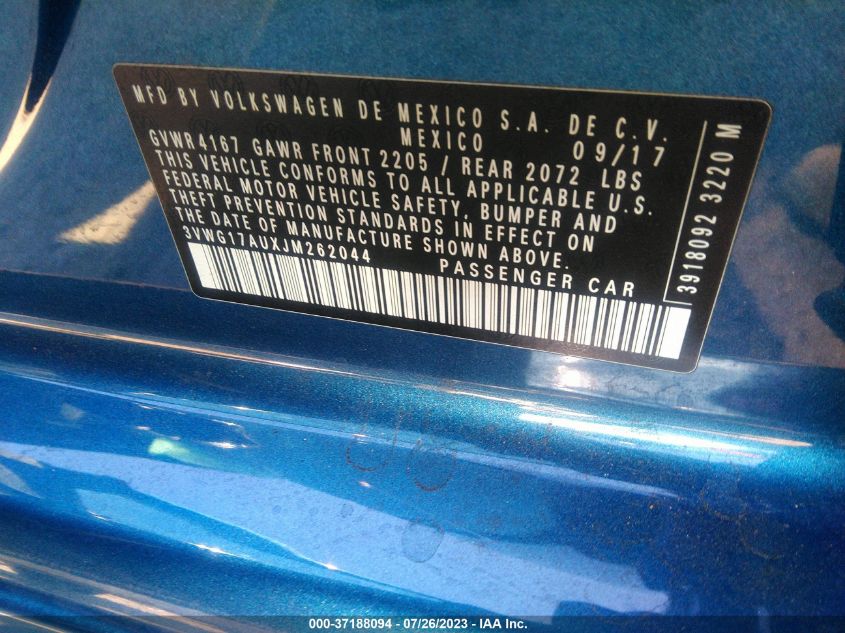 MFD BY VOLKSWAGEN DE MEXICO S.A. DE C.V.
MEXICO 09/17
GVWR4167 GAWR FRONT 2205 / REAR 2072 LBS
THIS VEHICLE CONFORMS TO ALL APPLICABLE U.S.
FEDERAL MOTOR VEHICLE SAFETY, BUMPER AND
THEFT PREVENTION STANDARDS IN EFFECT ON
THE DATE OF MANUFACTURE SHOWN ABOVE.
3VWG17AUXJM262044 PASSENGER CAR
3918092 3220 M
000-37188094 - 07/26/2023 - IAA Inc.